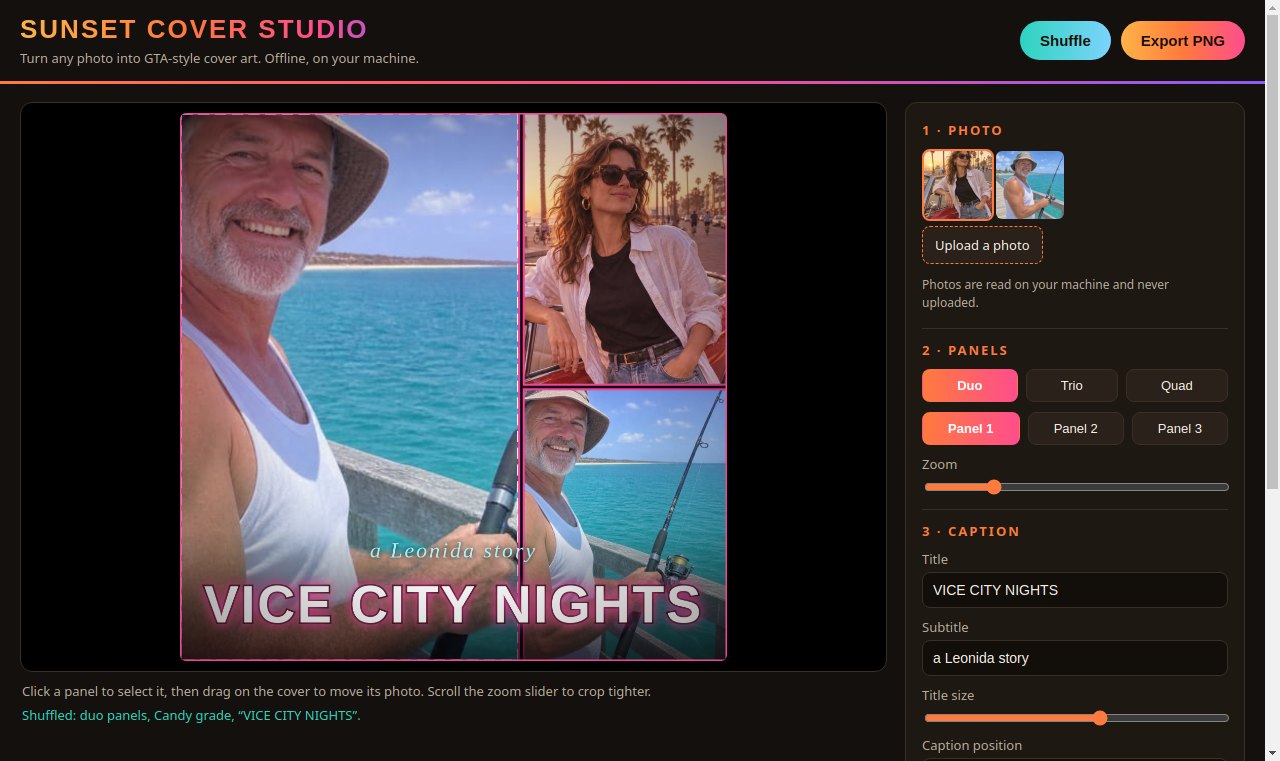 SUNSET COVER STUDIO
Turn any photo into GTA-style cover art. Offline, on your machine.
Shuffle
Export PNG
a Leonida story
VICE CITY NIGHTS
Click a panel to select it, then drag on the cover to move its photo. Scroll the zoom slider to crop tighter.
Shuffled: duo panels, Candy grade, “VICE CITY NIGHTS”.
1 · PHOTO
Upload a photo
Photos are read on your machine and never
uploaded.
2 · PANELS
Duo
Trio
Quad
Panel 1
Panel 2
Panel 3
Zoom
3 · CAPTION
Title
VICE CITY NIGHTS
Subtitle
a Leonida story
Title size
Caption position